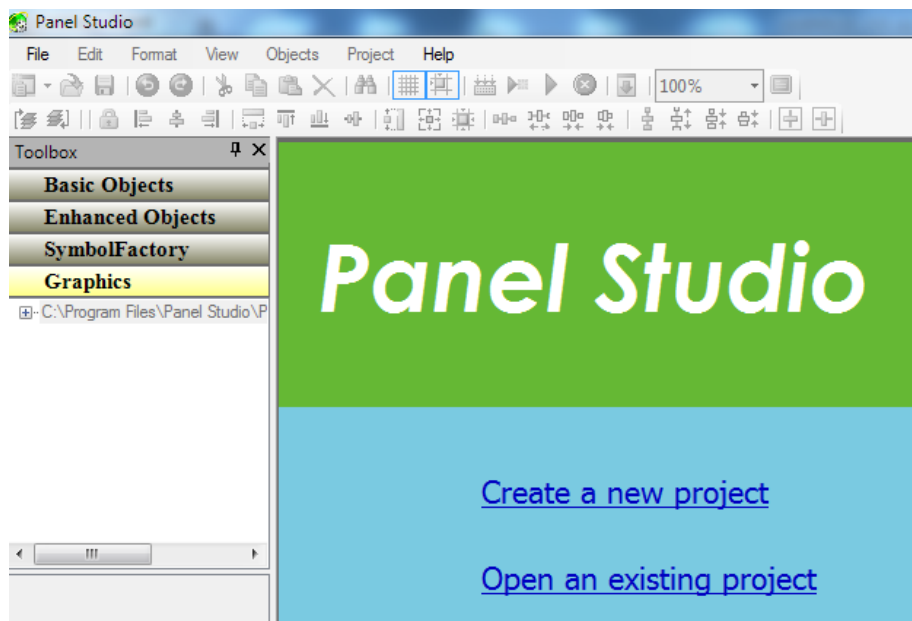 Panel Studio
File Edit Format View Objects Project Help
100%
Toolbox
Basic Objects
Enhanced Objects
SymbolFactory
Graphics
C:\Program Files\Panel Studio\P
Panel Studio
Create a new project
Open an existing project